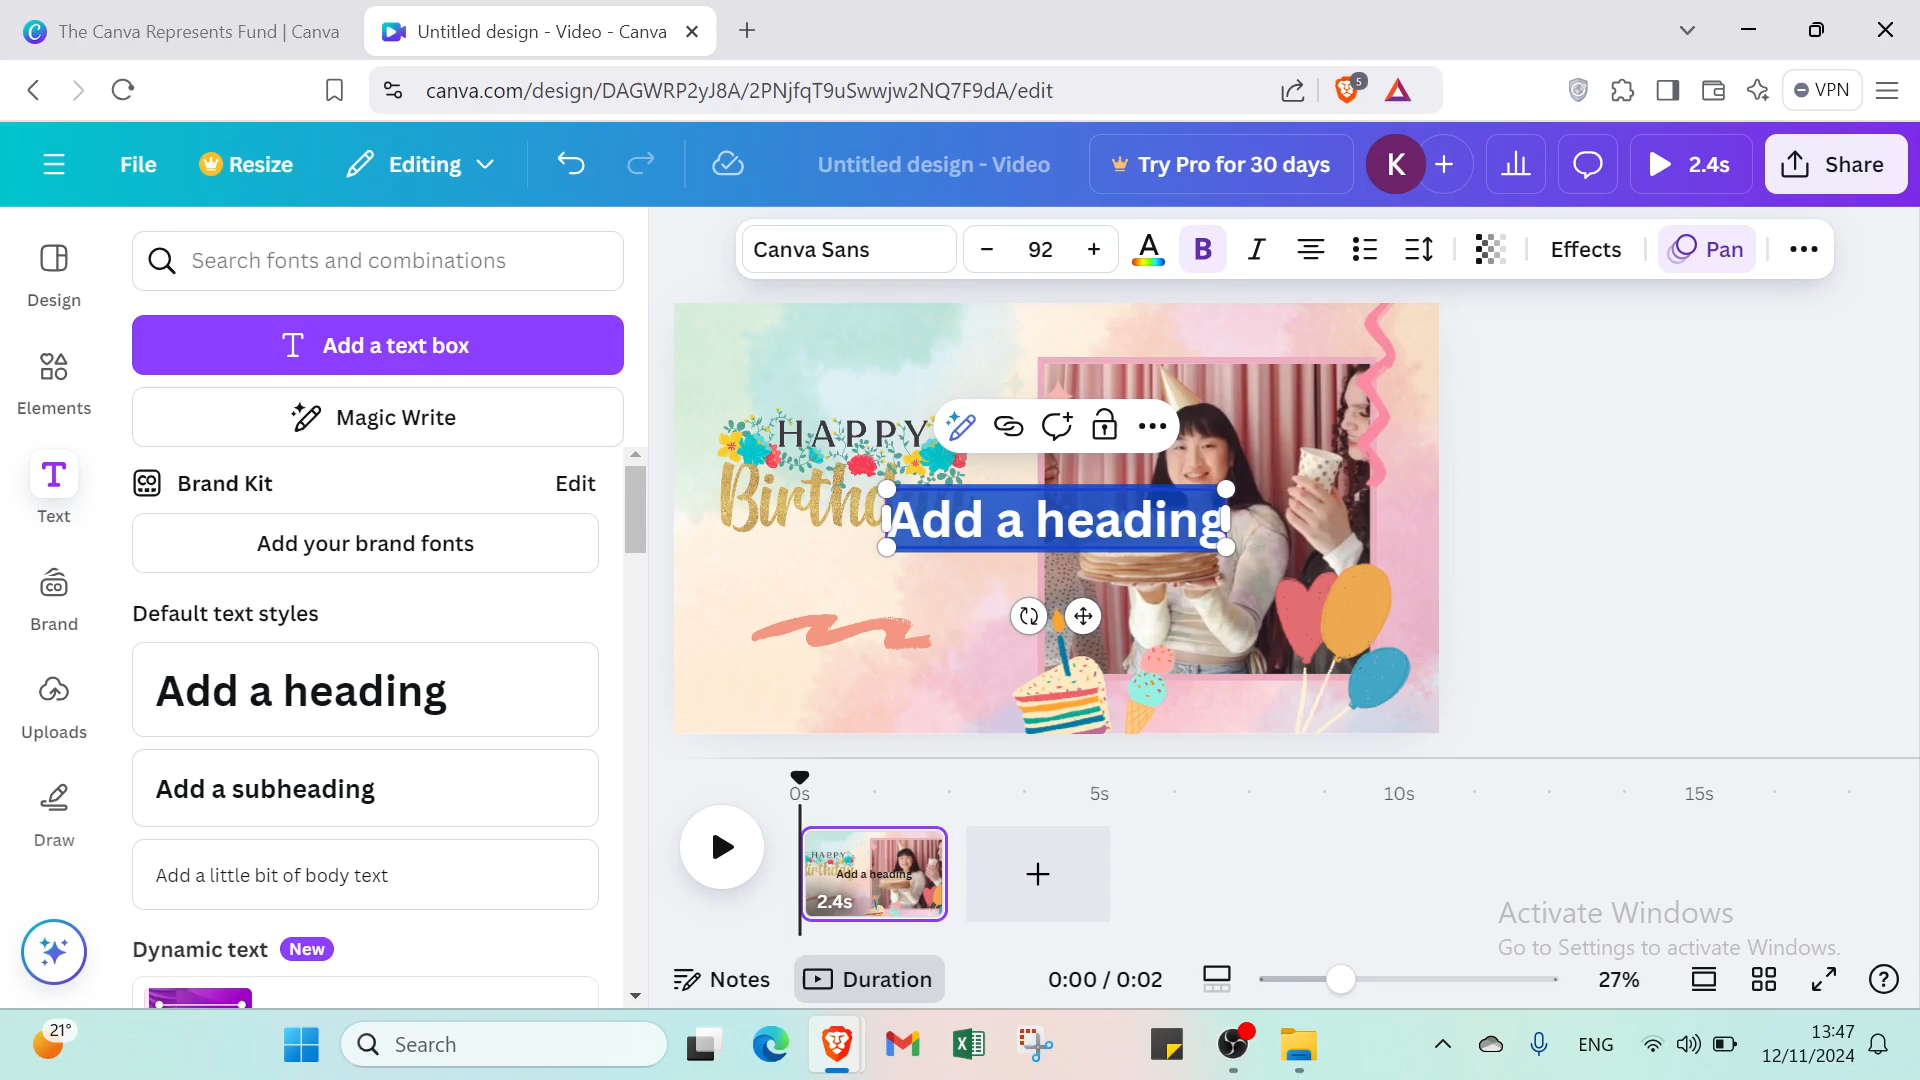 The Canva Represents Fund | Canva
Untitled design - Video - Canva
canva.com/design/DAGWRP2yJ8A/2PNjfqT9uSwwjw2NQ7F9dA/edit
5
VPN
File
Resize
Editing
Untitled design - Video
Try Pro for 30 days
K
2.4s
Share
Search fonts and combinations
Canva Sans
92
A
B
I
Effects
Pan
Design
Elements
Text
Brand
Uploads
Draw
Add a text box
Magic Write
Brand Kit
Edit
Add your brand fonts
Default text styles
Add a heading
Add a subheading
Add a little bit of body text
Dynamic text
New
HAPPY
Birthd
Add a heading
0s
5s
10s
15s
HAPPY
Add a heading
2.4s
Activate Windows
Go to Settings to activate Windows.
Notes
Duration
0:00 / 0:02
27%
21°
Search
ENG
13:47
12/11/2024